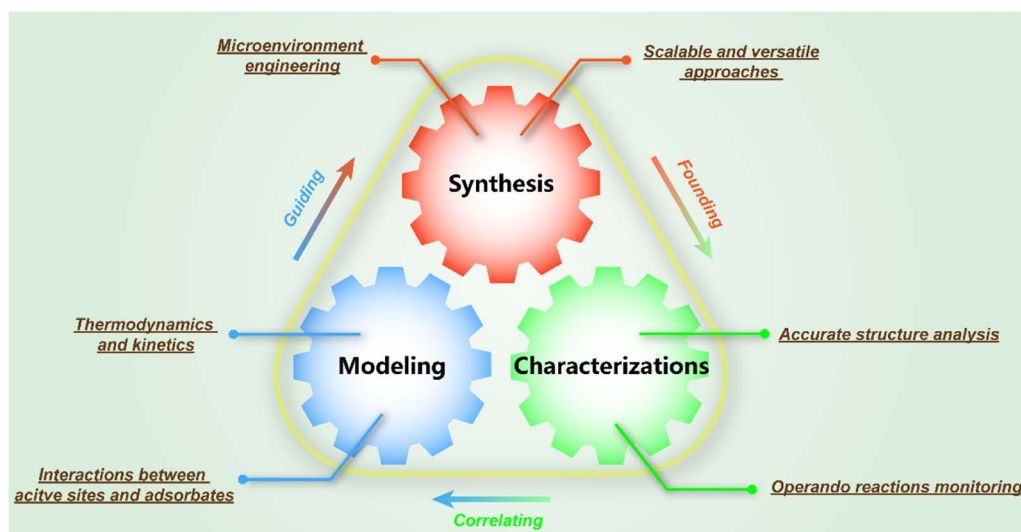 Microenvironment
engineering
Scalable and versatile
approaches
Synthesis
Guiding
Founding
Thermodynamics
and kinetics
Modeling
Characterizations
Accurate structure analysis
Interactions between
acitve sites and adsorbates
Operando reactions monitoring
Correlating